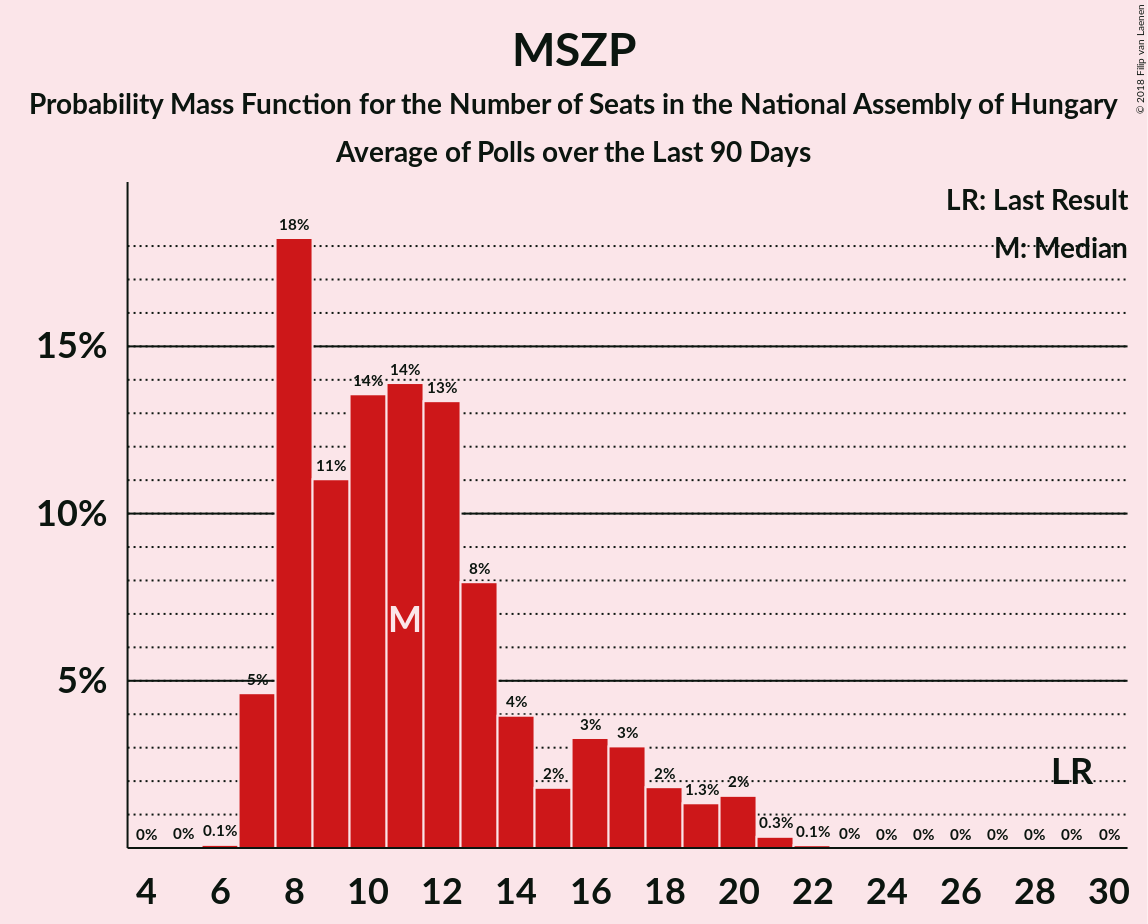 MSZP
Probability Mass Function for the Number of Seats in the National Assembly of Hungary
Average of Polls over the Last 90 Days
© 2018 Filip van Laenen
LR: Last Result
M: Median
15%
10%
5%
0% 0% 0.1% 5% 18% 11% 14% 14% 13% 8% 4% 2% 3% 3% 2% 1.3% 2% 0.3% 0.1% 0% 0% 0% 0% 0% 0% 0% 0%
M
LR
4 6 8 10 12 14 16 18 20 22 24 26 28 30